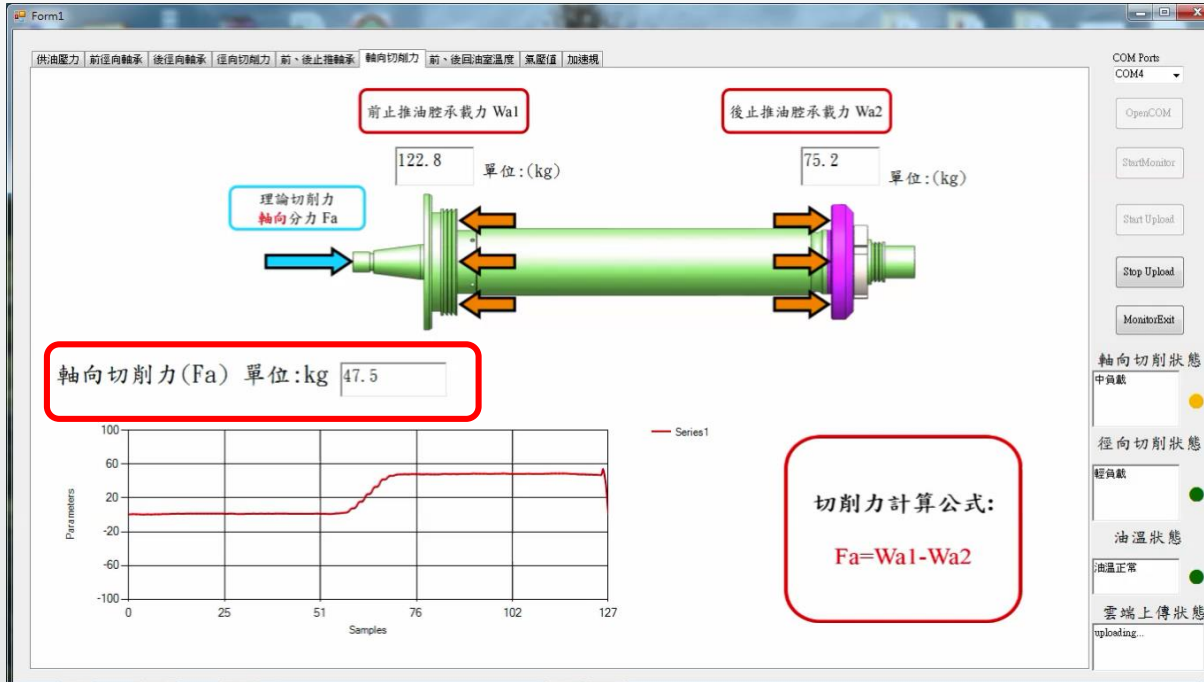 Form1
供油壓力 前徑向軸承 後徑向軸承 徑向切削力 前、後止推軸承 軸向切削力 前、後回油室溫度 氣壓值 加速規
COM Ports
COM4
OpenCOM
StartMonitor
Start Upload
Stop Upload
MonitorExit
前止推油腔承載力 Wa1
122.8 單位:(kg)
後止推油腔承載力 Wa2
75.2 單位:(kg)
理論切削力
軸向分力 Fa
軸向切削力(Fa) 單位:kg 47.5
Series1
100
60
20
-20
-60
-100
Parameters
0 25 51 76 102 127
Samples
切削力計算公式:
Fa=Wa1-Wa2
軸向切削狀態
中負載
徑向切削狀態
輕負載
油溫狀態
油溫正常
雲端上傳狀態
uploading...